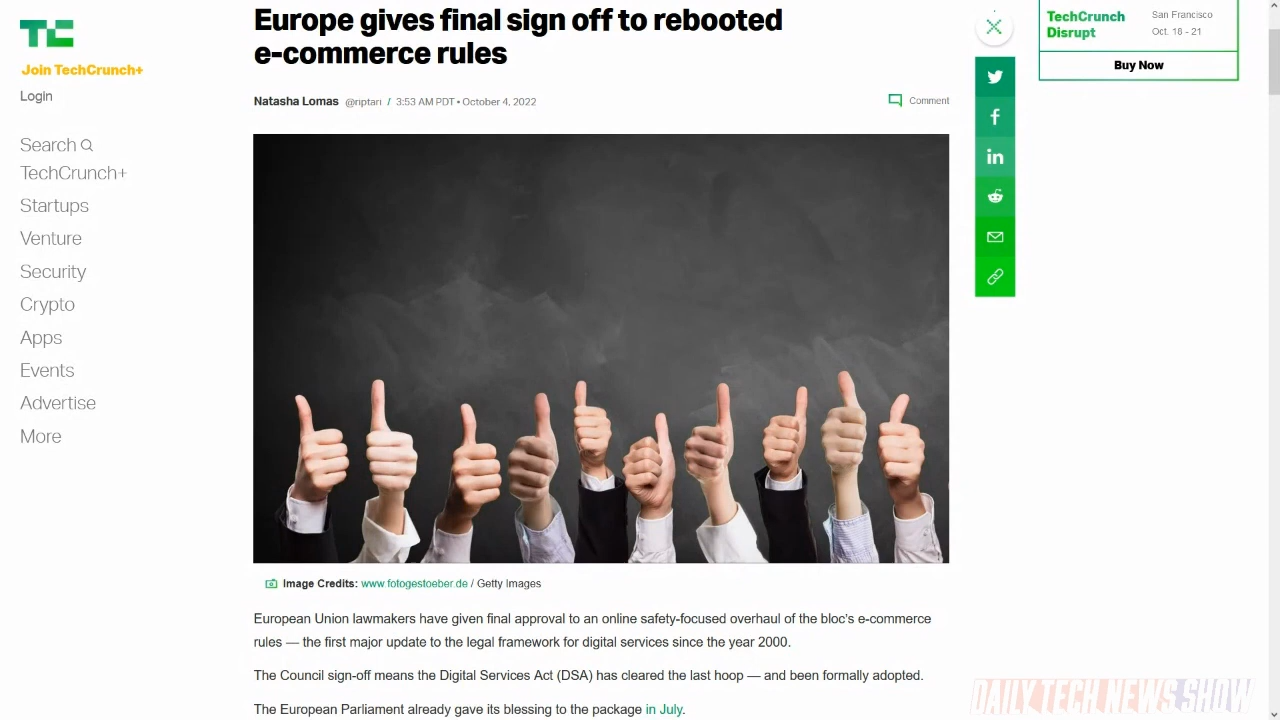 TC
Join TechCrunch+
Login
Search
TechCrunch+
Startups
Venture
Security
Crypto
Apps
Events
Advertise
More
Europe gives final sign off to rebooted
e-commerce rules
Natasha Lomas @riptari / 3:53 AM PDT • October 4, 2022
Comment
Image Credits: www.fotogestoeber.de / Getty Images
European Union lawmakers have given final approval to an online safety-focused overhaul of the bloc's e-commerce
rules — the first major update to the legal framework for digital services since the year 2000.
The Council sign-off means the Digital Services Act (DSA) has cleared the last hoop — and been formally adopted.
The European Parliament already gave its blessing to the package in July.
in
TechCrunch
Disrupt
San Francisco
Oct. 18 - 21
Buy Now
DAILY TECH NEWS SHOW